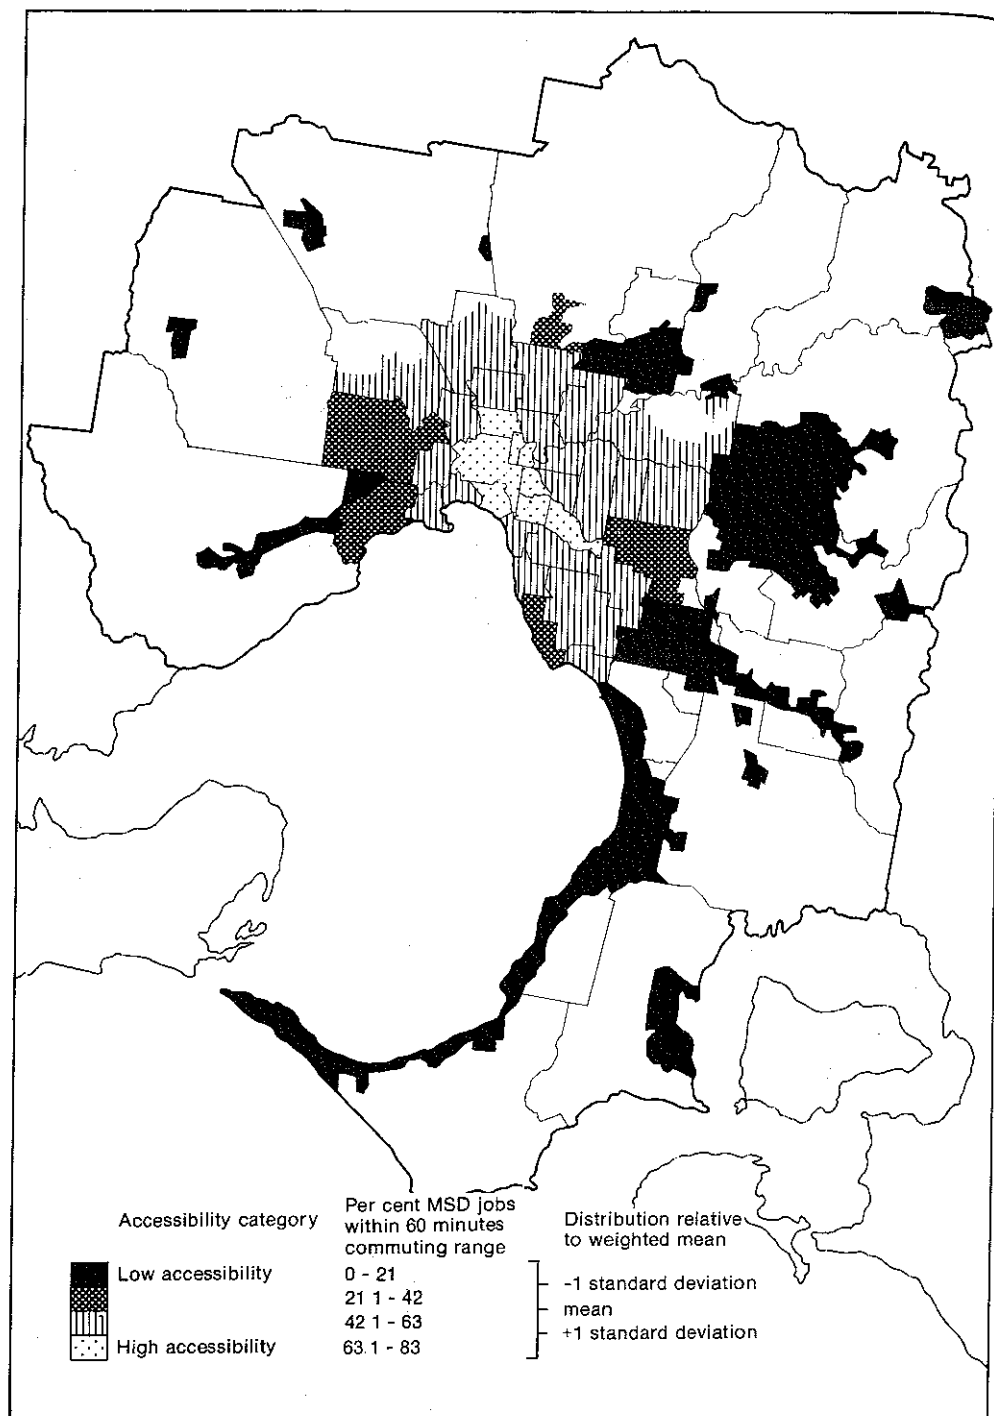 Accessibility category
Per cent MSD jobs
within 60 minutes
commuting range
Distribution relative
to weighted mean
Low accessibility
0 - 21
21 1 - 42
42 1 - 63
High accessibility
63.1 - 83
-1 standard deviation
mean
+1 standard deviation